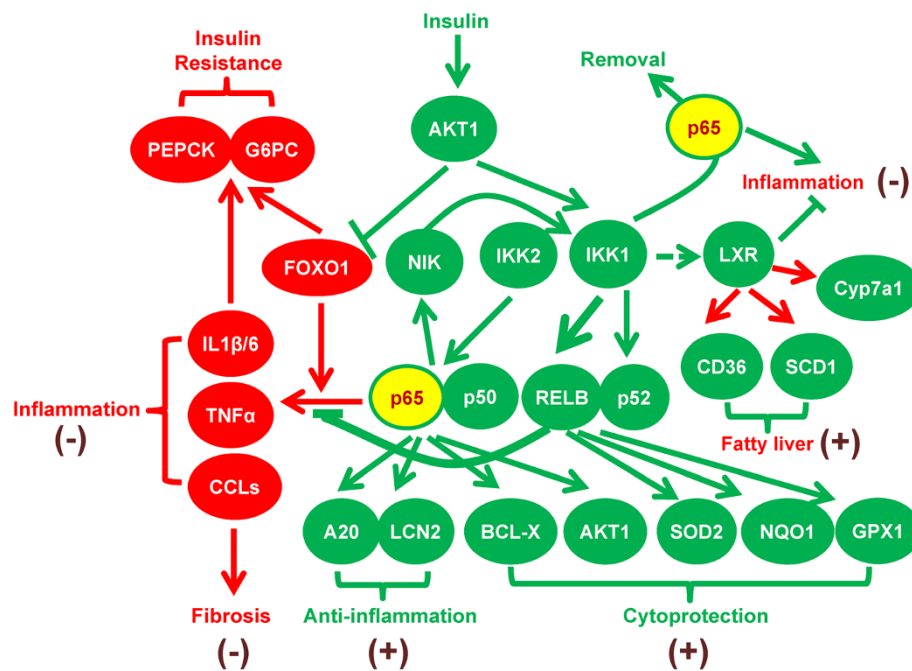 Insulin
Insulin
Resistance
Removal
p65
AKT1
PEPCK
G6PC
Inflammation
(-)
FOXO1
NIK
IKK2
IKK1
LXR
Cyp7a1
IL1β/6
CD36
SCD1
p65
p50
RELB
p52
Inflammation
(-)
TNFα
Fatty liver
(+)
CCLs
A20
LCN2
BCL-X
AKT1
SOD2
NQO1
GPX1
Fibrosis
(-)
Anti-inflammation
(+)
Cytoprotection
(+)